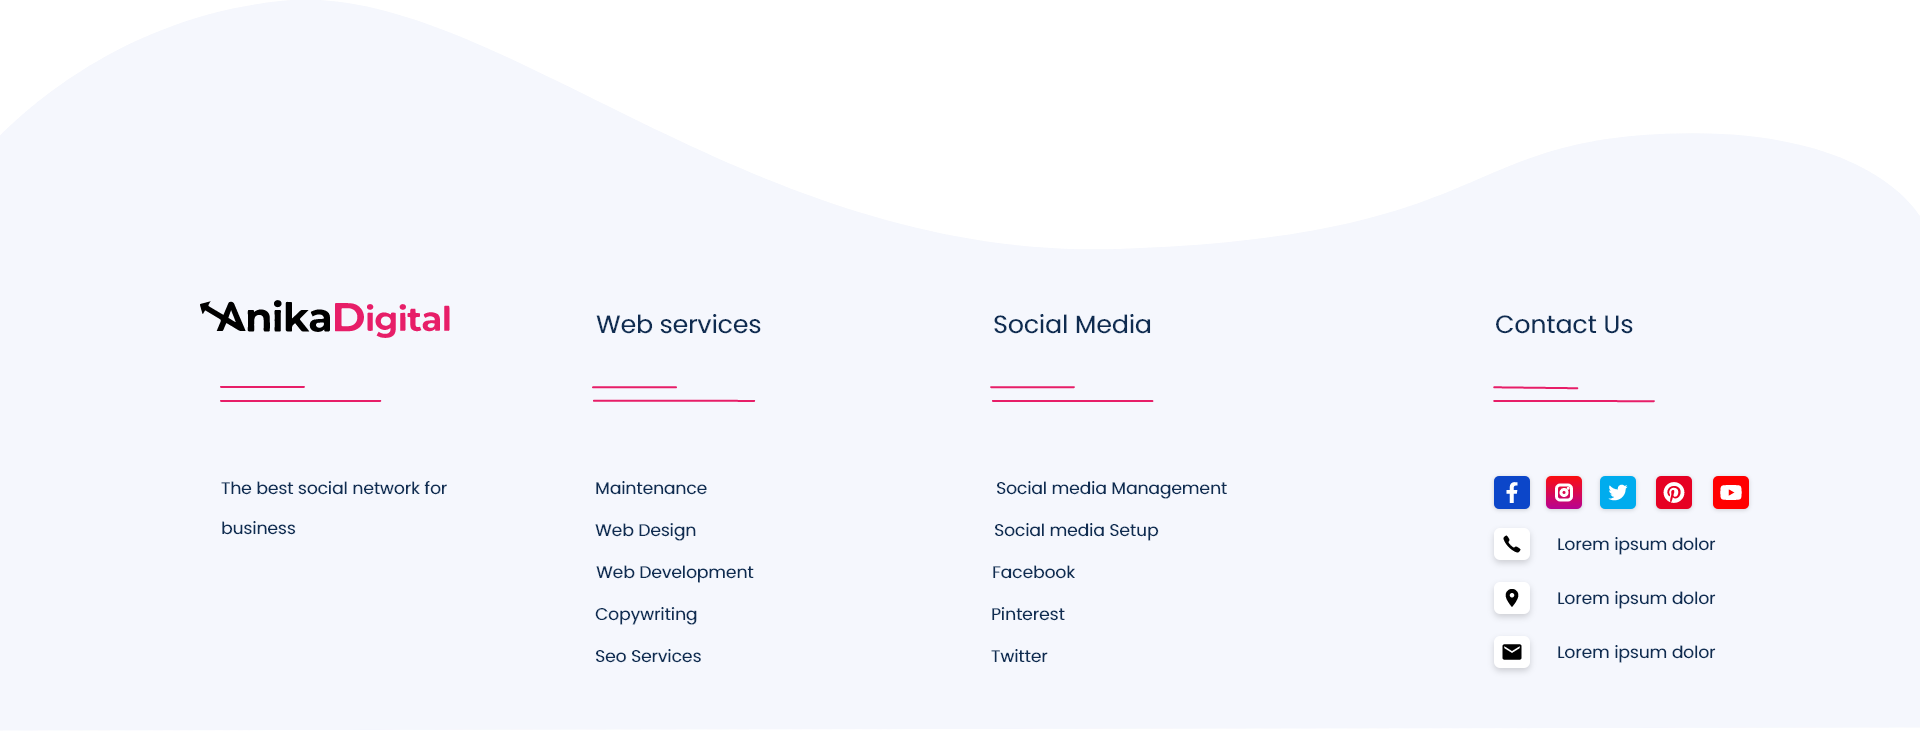 AnikaDigital
The best social network for
business
Web services
Maintenance
Web Design
Web Development
Copywriting
Seo Services
Social Media
Social media Management
Social media Setup
Facebook
Pinterest
Twitter
Contact Us
Lorem ipsum dolor
Lorem ipsum dolor
Lorem ipsum dolor